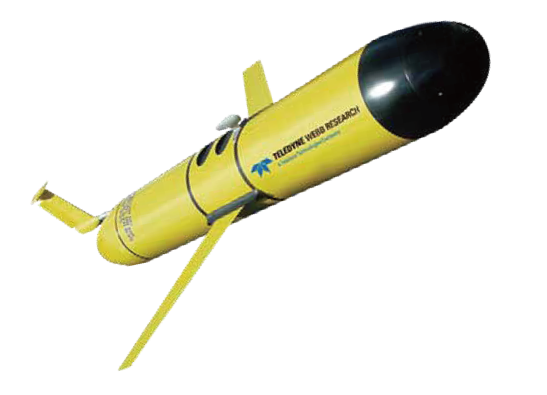 TELEDYNE WEBB RESEARCH
A Teledyne Technologies Company